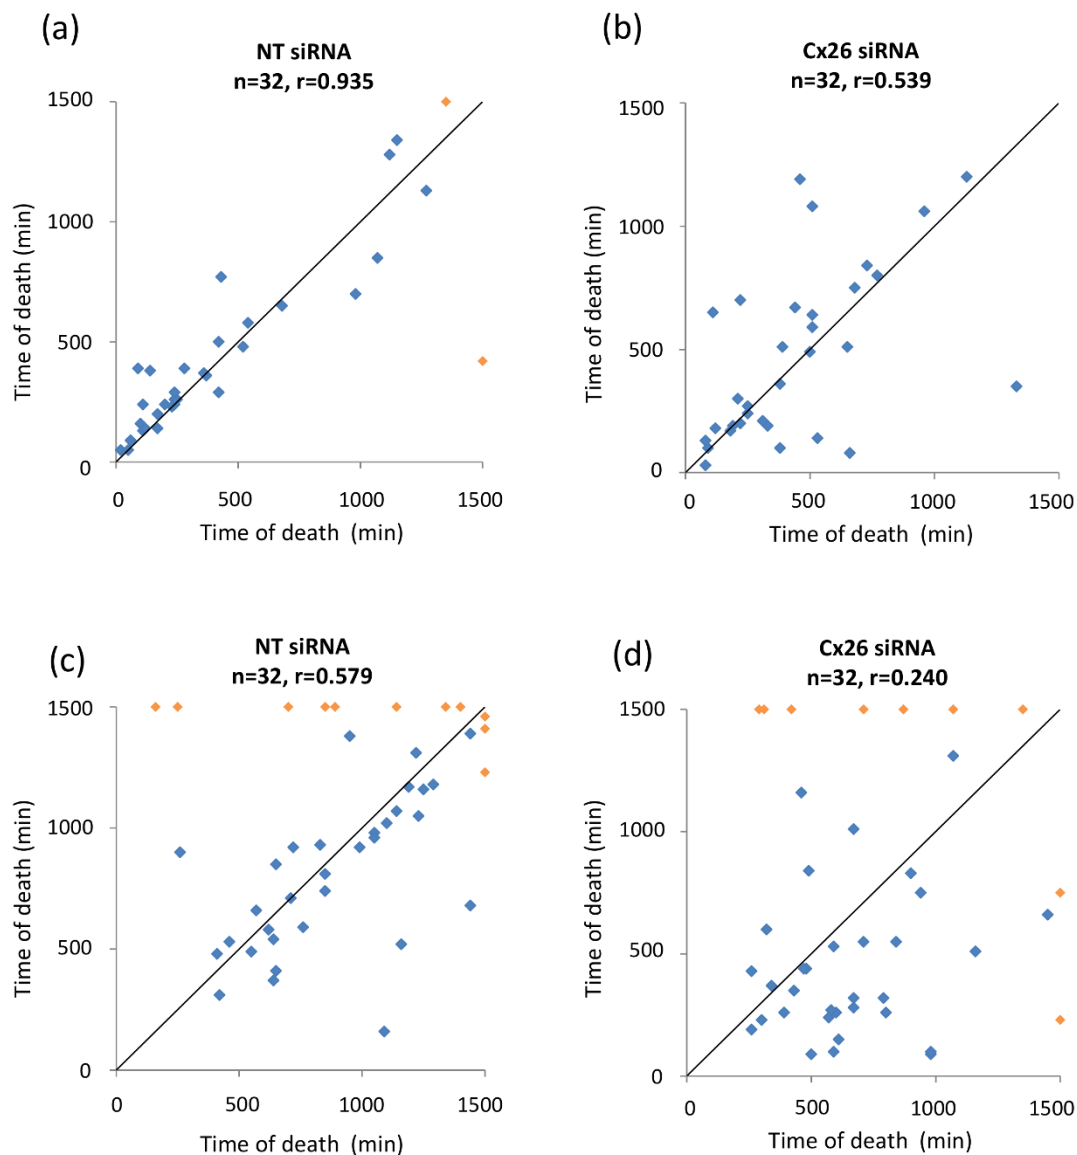 (a)
NT siRNA
n=32, r=0.935
Time of death (min)
1500
1000
500
0
0 500 1000 1500
Time of death (min)
(b)
Cx26 siRNA
n=32, r=0.539
Time of death (min)
1500
1000
500
0
0 500 1000 1500
Time of death (min)
(c)
NT siRNA
n=32, r=0.579
Time of death (min)
1500
1000
500
0
0 500 1000 1500
Time of death (min)
(d)
Cx26 siRNA
n=32, r=0.240
Time of death (min)
1500
1000
500
0
0 500 1000 1500
Time of death (min)